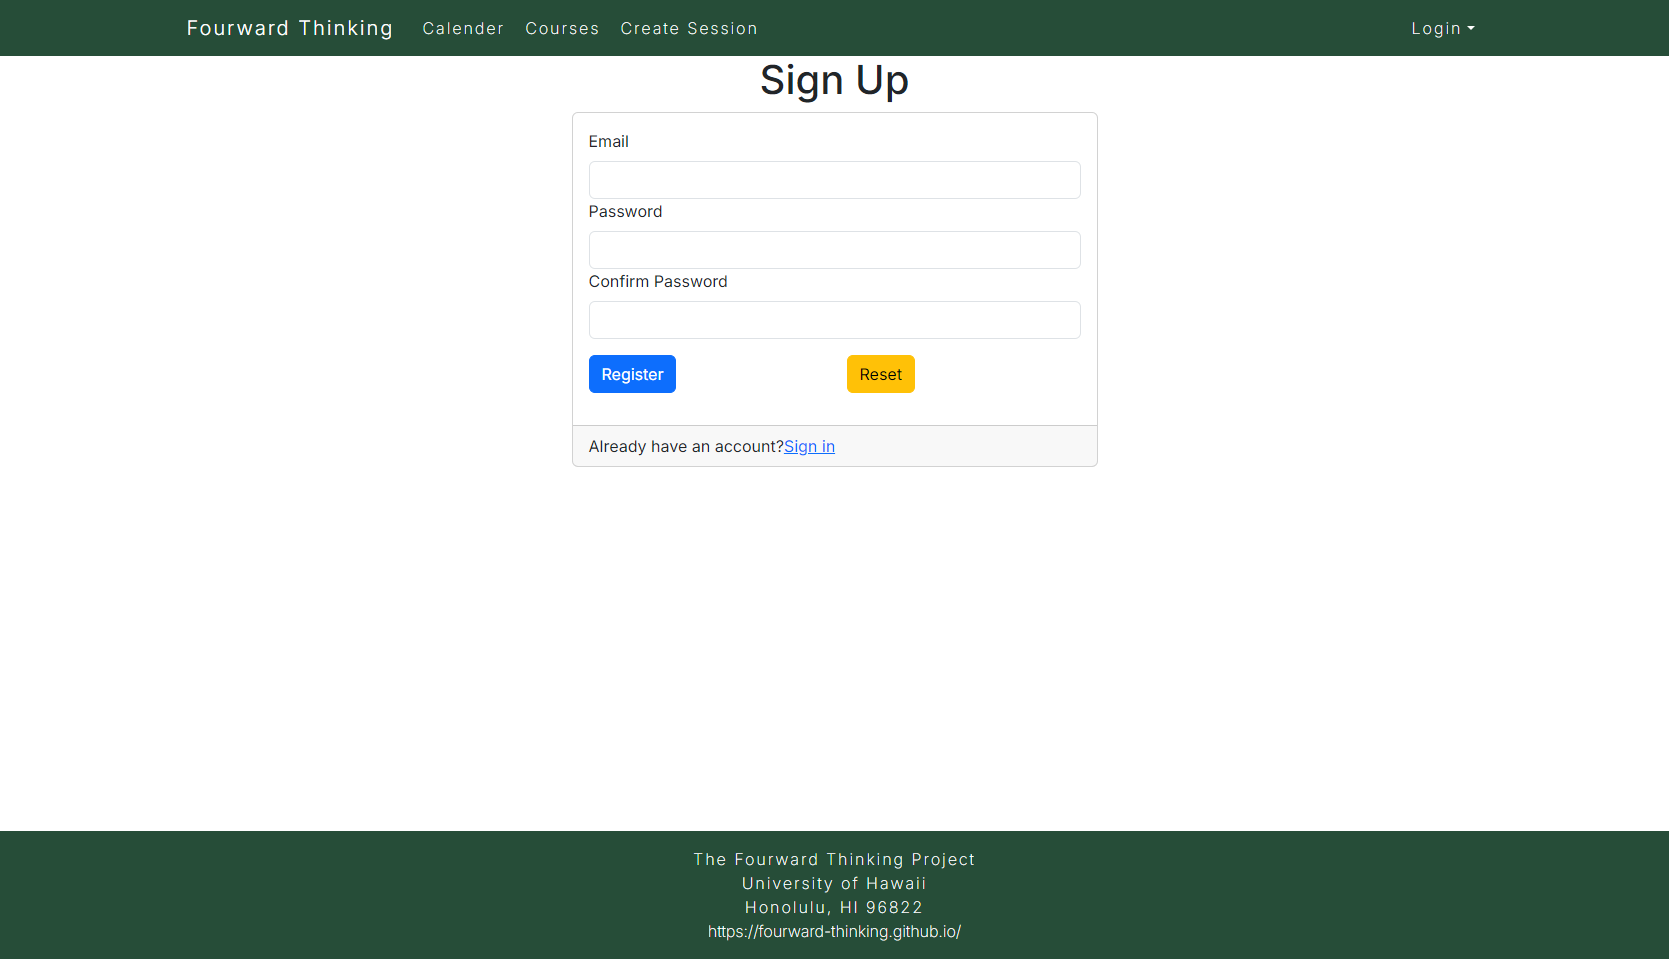 Fourward Thinking Calender Courses Create Session Login
Sign Up
Email
Password
Confirm Password
Register Reset
Already have an account?Sign in
The Fourward Thinking Project
University of Hawaii
Honolulu, HI 96822
https://fourward-thinking.github.io/